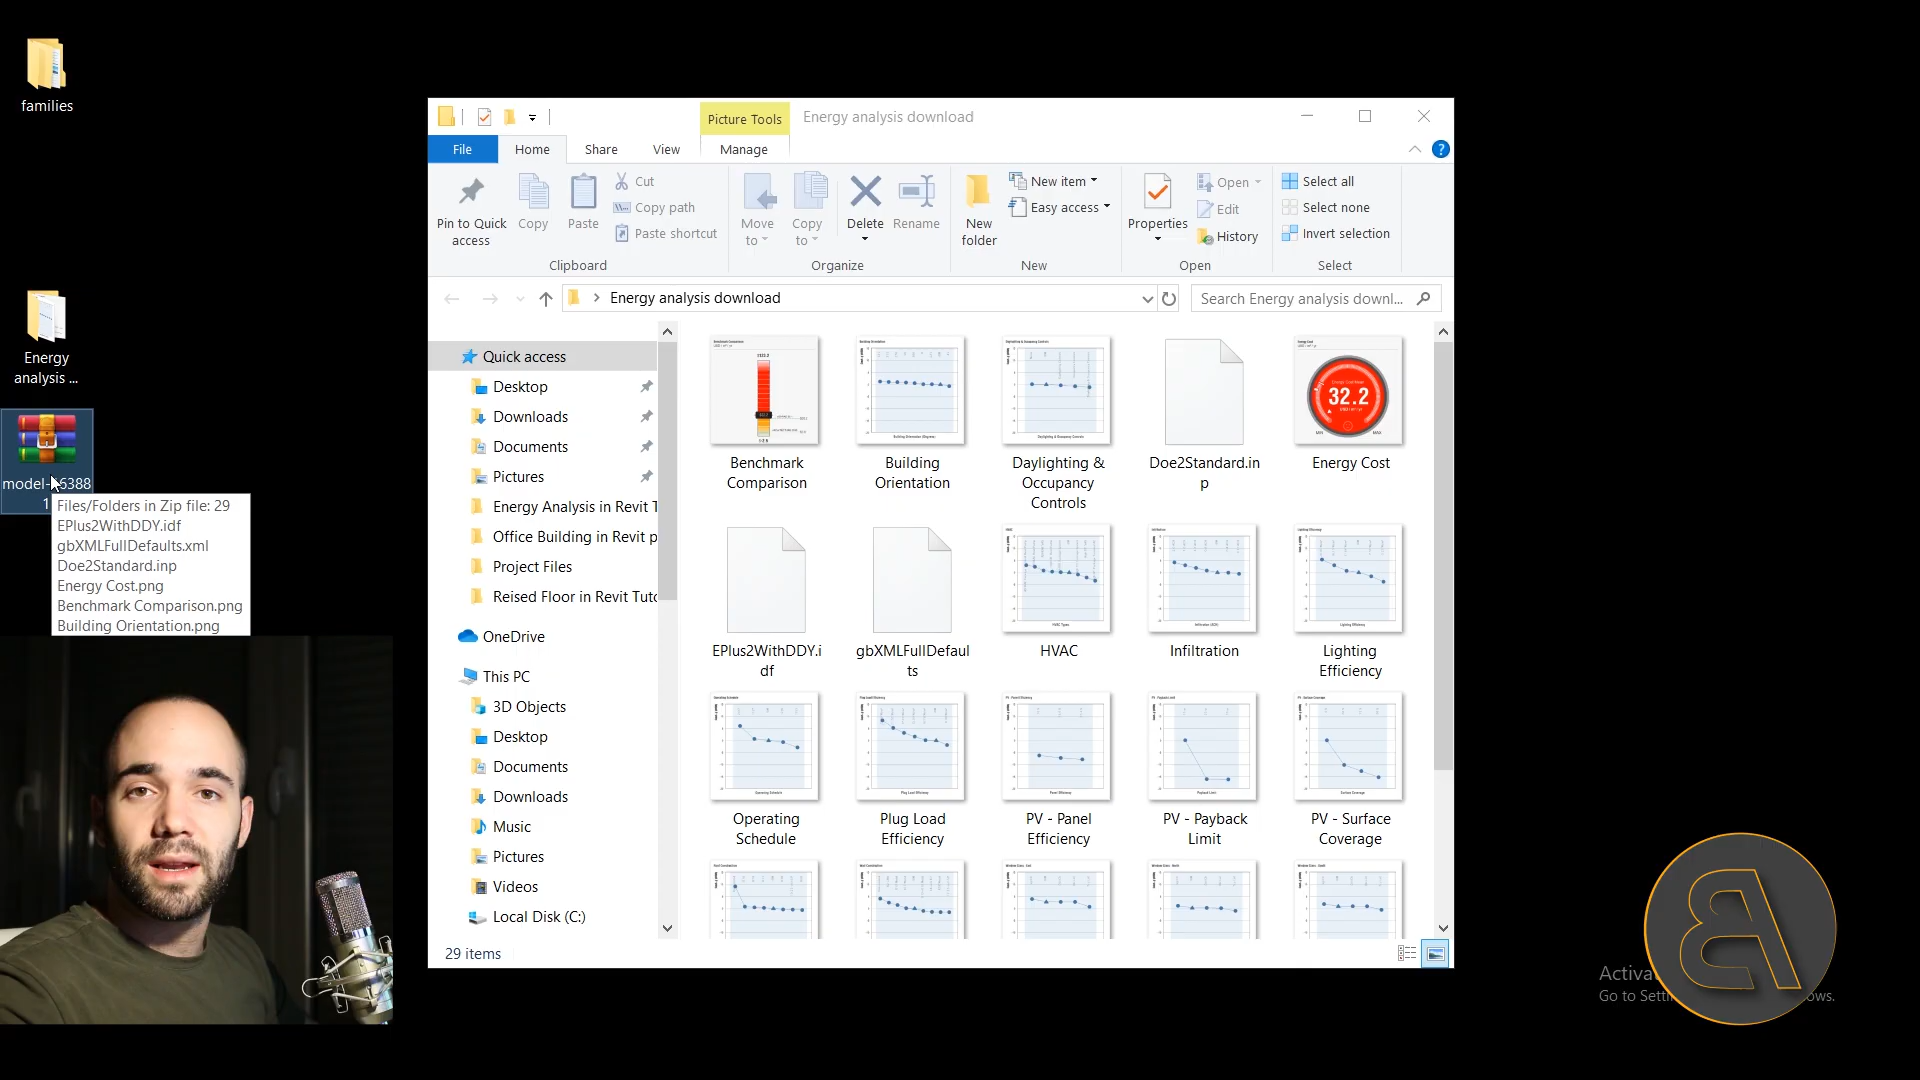 families
Energy
analysis ...
model-
6388
1
Files/Folders in Zip file: 29
EPlus2WithDDY.idf
gbXMLFullDefaults.xml
Doe2Standard.inp
Energy Cost.png
Benchmark Comparison.png
Building Orientation.png
Picture Tools
Energy analysis download
File
Home
Share
View
Manage
Pin to Quick
access
Copy
Paste
Cut
Copy path
Paste shortcut
Clipboard
Move
to
Copy
to
Delete
Rename
Organize
New
folder
New item
Easy access
New
Properties
Open
Edit
History
Open
Select all
Select none
Invert selection
Select
Energy analysis download
Search Energy analysis downl...
Quick access
Desktop
Downloads
Documents
Pictures
Energy Analysis in Revit T
Office Building in Revit p
Project Files
Reised Floor in Revit Tuto
OneDrive
This PC
3D Objects
Desktop
Documents
Downloads
Music
Pictures
Videos
Local Disk (C:)
32.2
Benchmark
Comparison
Building
Orientation
Daylighting &
Occupancy
Controls
Doe2Standard.in
p
Energy Cost
EPlus2WithDDY.i
df
gbXMLFullDefaul
ts
HVAC
Infiltration
Lighting
Efficiency
Operating
Schedule
Plug Load
Efficiency
PV - Panel
Efficiency
PV - Payback
Limit
PV - Surface
Coverage
29 items
Activa
Go to Setti
ows.